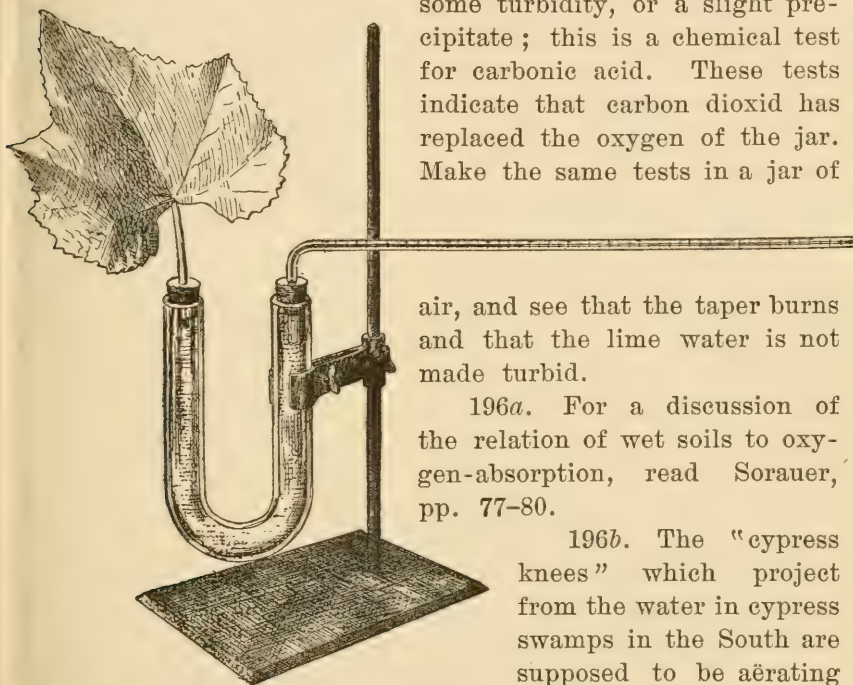 some turbidity, or a slight pre-
cipitate ; this is a chemical test
for carbonic acid. These tests
indicate that carbon dioxid has
replaced the oxygen of the jar.
Make the same tests in a jar of
air, and see that the taper burns
and that the lime water is not
made turbid.
196a. For a discussion of
the relation of wet soils to oxy-
gen-absorption, read Sorauer,
pp. 77–80.
196b. The "cypress
knees" which project
from the water in cypress
swamps in the South are
supposed to be aërating